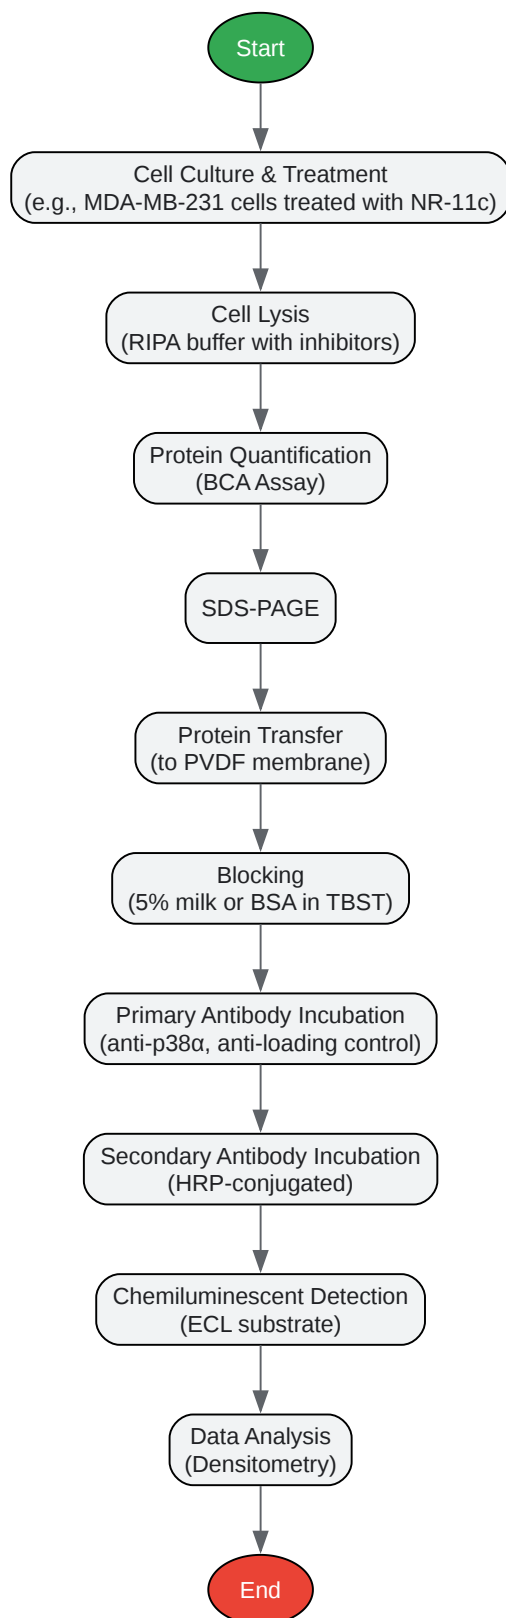 Start
Cell Culture & Treatment
(e.g., MDA-MB-231 cells treated with NR-11c)
Cell Lysis
(RIPA buffer with inhibitors)
Protein Quantification
(BCA Assay)
SDS-PAGE
Protein Transfer
(to PVDF membrane)
Blocking
(5% milk or BSA in TBST)
Primary Antibody Incubation
(anti-p38α, anti-loading control)
Secondary Antibody Incubation
(HRP-conjugated)
Chemiluminescent Detection
(ECL substrate)
Data Analysis
(Densitometry)
End